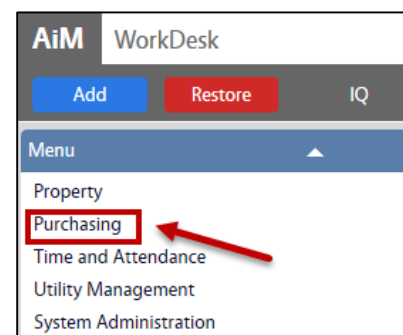 AiM WorkDesk
Add Restore IQ
Menu
Property
Purchasing
Time and Attendance
Utility Management
System Administration